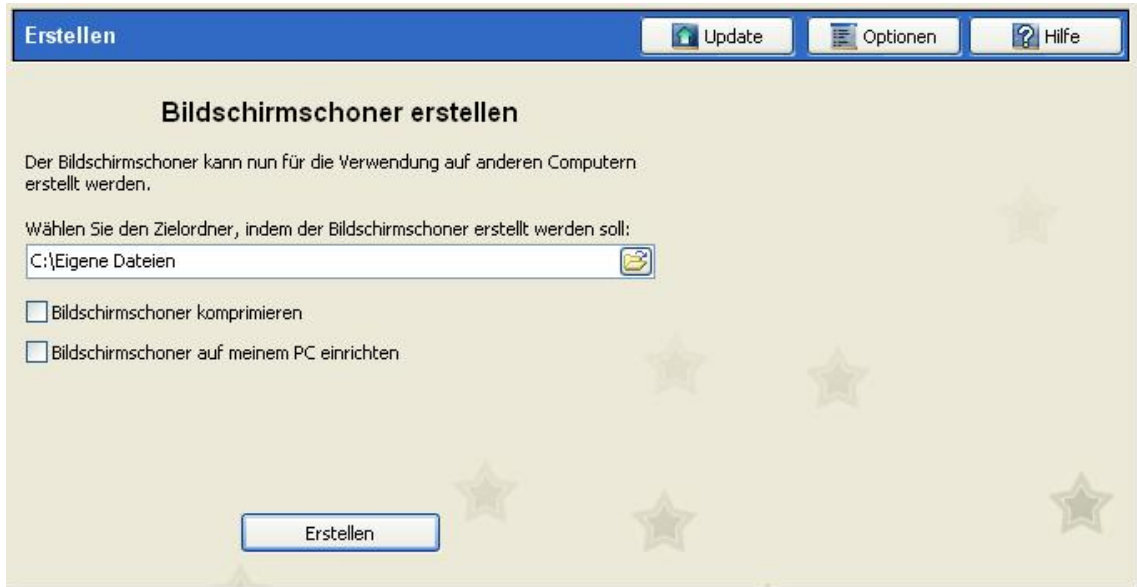 Erstellen
Update
Optionen
Hilfe
Bildschirmschoner erstellen
Der Bildschirmschoner kann nun für die Verwendung auf anderen Computern
erstellt werden.
Wählen Sie den Zielordner, indem der Bildschirmschoner erstellt werden soll:
C:\Eigene Dateien
Bildschirmschoner komprimieren
Bildschirmschoner auf meinem PC einrichten
Erstellen